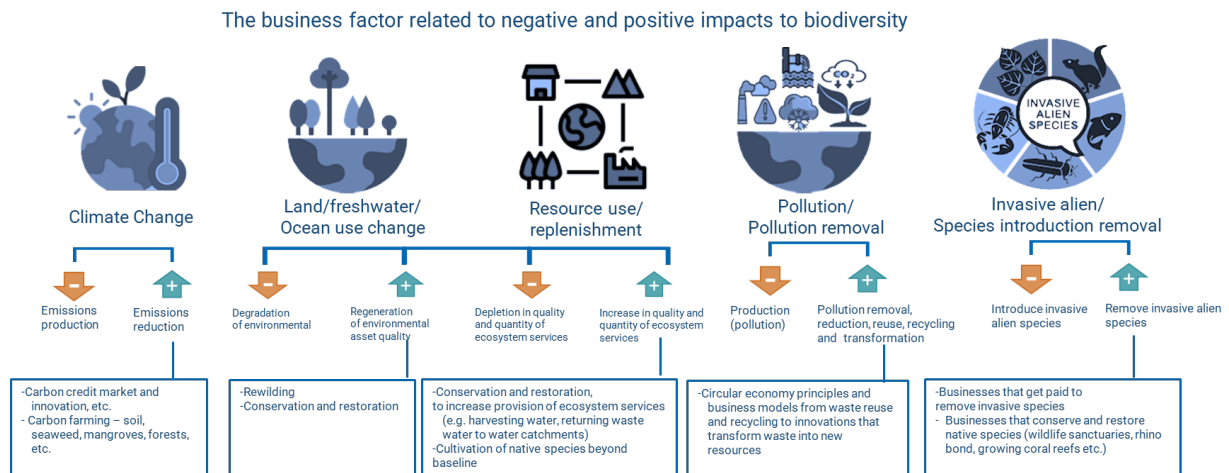 The business factor related to negative and positive impacts to biodiversity
CO₂
INVASIVE
ALIEN
SPECIES
Climate Change
Land/freshwater/
Ocean use change
Resource use/
replenishment
Pollution/
Pollution removal
Invasive alien/
Species introduction removal
-
+
-
+
-
+
-
+
-
+
Emissions
production
Emissions
reduction
Degradation
of environmental
Regeneration
of environmental
asset quality
Depletion in quality
and quantity of
ecosystem services
Increase in quality and
quantity of ecosystem
services
Production
(pollution)
Pollution removal,
reduction, reuse, recycling
and transformation
Introduce invasive
alien species
Remove invasive alien
species
-Carbon credit market and
innovation, etc.
- Carbon farming – soil,
seaweed, mangroves, forests,
etc.
-Rewilding
-Conservation and restoration
-Conservation and restoration,
to increase provision of ecosystem services
(e.g. harvesting water, returning waste
water to water catchments)
-Cultivation of native species beyond
baseline
-Circular economy principles and
business models from waste reuse
and recycling to innovations that
transform waste into new
resources
-Businesses that get paid to
remove invasive species
- Businesses that conserve and restore
native species (wildlife sanctuaries, rhino
bond, growing coral reefs etc.)